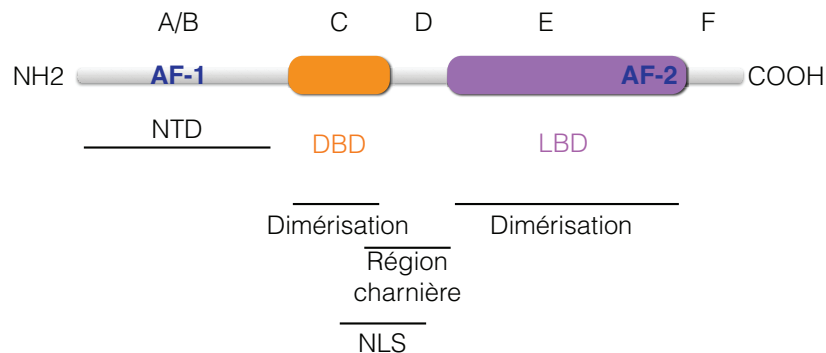 A/B C D E F
NH2 AF-1 AF-2 COOH
NTD DBD LBD
Dimérisation Dimérisation
Région
charnière
NLS